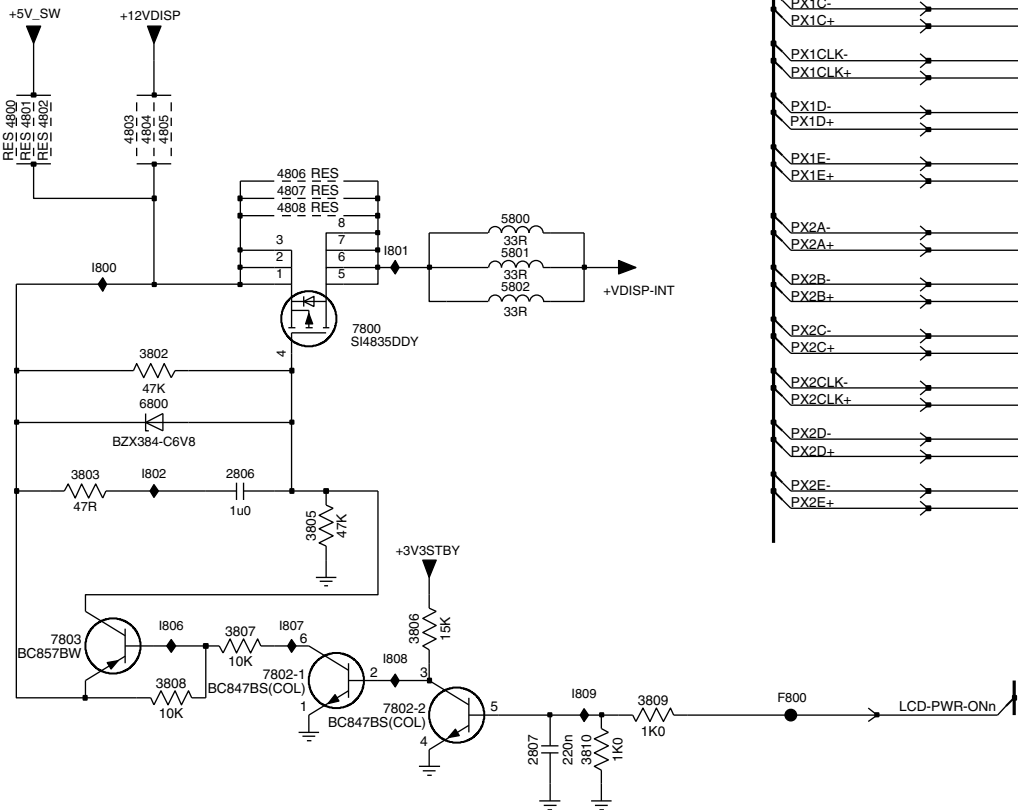 +5V_SW
+12VDISP
RES 4800
RES 4801
RES 4802
4803
4804
4805
4806 RES
4807 RES
4808 RES
8
3
7
2
6
1
5
I800
I801
5800
33R
5801
33R
5802
33R
+VDISP-INT
7800
SI4835DDY
4
3802
47K
6800
BZX384-C6V8
3803
47R
I802
2806
1u0
3805
47K
+3V3STBY
3806
15K
7803
BC857BW
I806
3807
10K
I807
6
3808
10K
7802-1
BC847BS(COL)
1
2
I808
3
7802-2
BC847BS(COL)
4
5
I809
2807
220n
3810
1K0
3809
1K0
F800
LCD-PWR-ONn
PX1C-
PX1C+
PX1CLK-
PX1CLK+
PX1D-
PX1D+
PX1E-
PX1E+
PX2A-
PX2A+
PX2B-
PX2B+
PX2C-
PX2C+
PX2CLK-
PX2CLK+
PX2D-
PX2D+
PX2E-
PX2E+